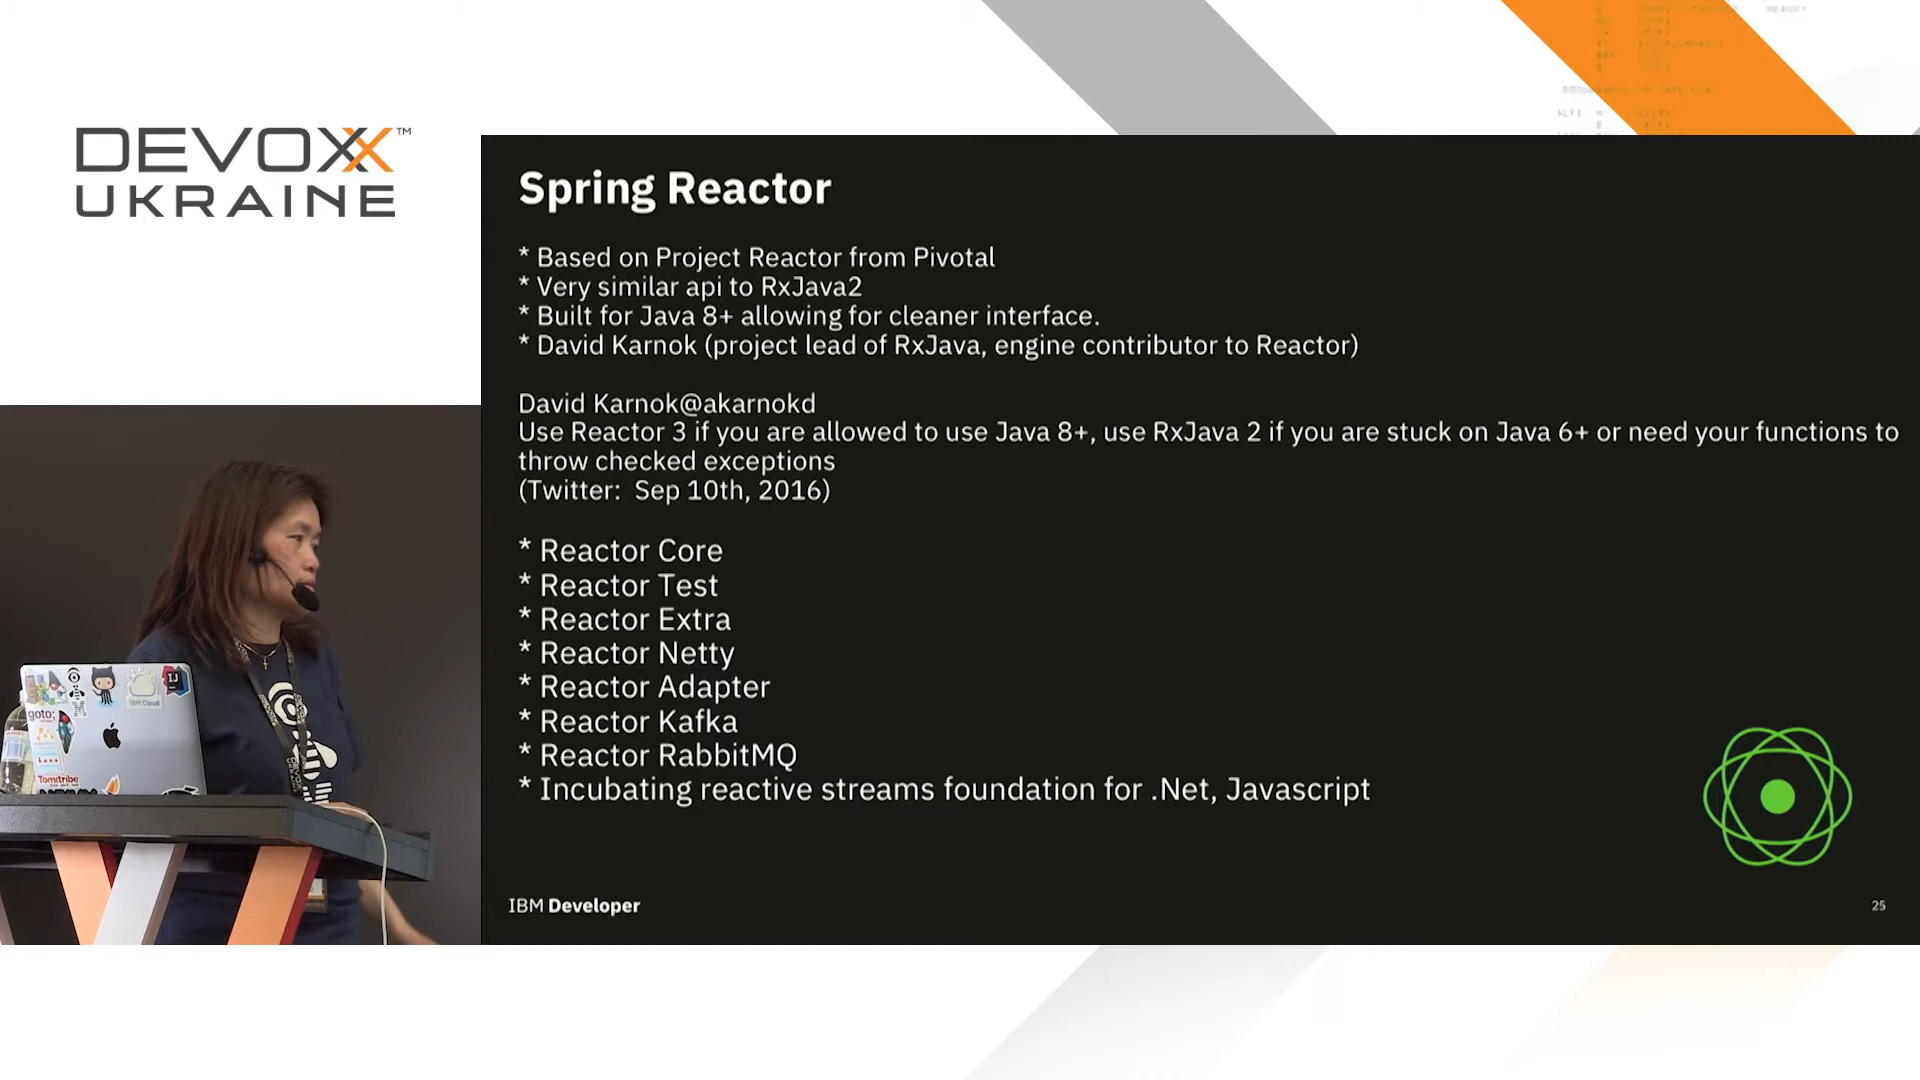 DEVOXX™
UKRAINE
Spring Reactor
* Based on Project Reactor from Pivotal
* Very similar api to RxJava2
* Built for Java 8+ allowing for cleaner interface.
* David Karnok (project lead of RxJava, engine contributor to Reactor)
David Karnok@akarnokd
Use Reactor 3 if you are allowed to use Java 8+, use RxJava 2 if you are stuck on Java 6+ or need your functions to
throw checked exceptions
(Twitter: Sep 10th, 2016)
* Reactor Core
* Reactor Test
* Reactor Extra
* Reactor Netty
* Reactor Adapter
* Reactor Kafka
* Reactor RabbitMQ
* Incubating reactive streams foundation for .Net, Javascript
IBM Developer
25
IJ
IBM Cloud
goto;
Tomitribe